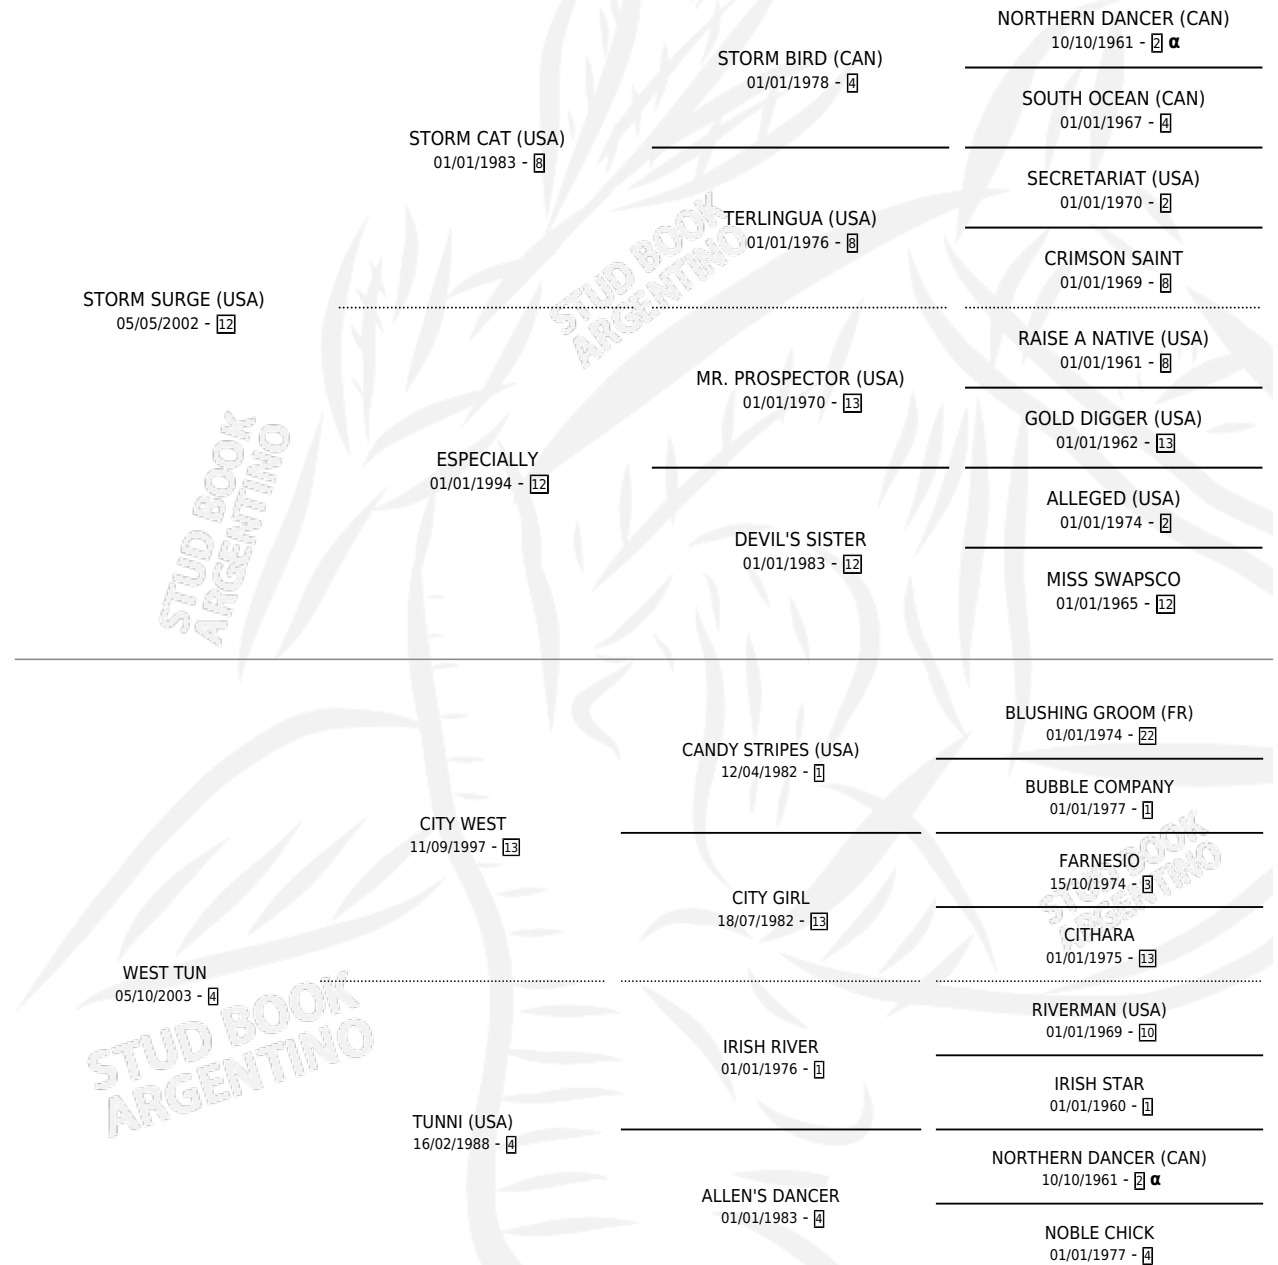 NORTHERN DANCER (CAN)
10/10/1961 - 2 α
STORM BIRD (CAN)
01/01/1978 - 4
SOUTH OCEAN (CAN)
01/01/1967 - 4
STORM CAT (USA)
01/01/1983 - 8
SECRETARIAT (USA)
01/01/1970 - 2
TERLINGUA (USA)
01/01/1976 - 8
CRIMSON SAINT
01/01/1969 - 8
STORM SURGE (USA)
05/05/2002 - 12
RAISE A NATIVE (USA)
01/01/1961 - 8
MR. PROSPECTOR (USA)
01/01/1970 - 13
GOLD DIGGER (USA)
01/01/1962 - 13
ESPECIALLY
01/01/1994 - 12
ALLEGED (USA)
01/01/1974 - 2
DEVIL'S SISTER
01/01/1983 - 12
MISS SWAPSCO
01/01/1965 - 12
BLUSHING GROOM (FR)
01/01/1974 - 22
CANDY STRIPES (USA)
12/04/1982 - 1
BUBBLE COMPANY
01/01/1977 - 1
CITY WEST
11/09/1997 - 13
FARNESIO
15/10/1974 - 3
CITY GIRL
18/07/1982 - 13
CITHARA
01/01/1975 - 13
WEST TUN
05/10/2003 - 4
RIVERMAN (USA)
01/01/1969 - 10
IRISH RIVER
01/01/1976 - 1
IRISH STAR
01/01/1960 - 1
TUNNI (USA)
16/02/1988 - 4
NORTHERN DANCER (CAN)
10/10/1961 - 2 α
ALLEN'S DANCER
01/01/1983 - 4
NOBLE CHICK
01/01/1977 - 4
STUD BOOK
ARGENTINO
STUD BOOK
ARGENTINO
STUD BOOK
ARGENTINO
STUD BOOK
ARGENTINO